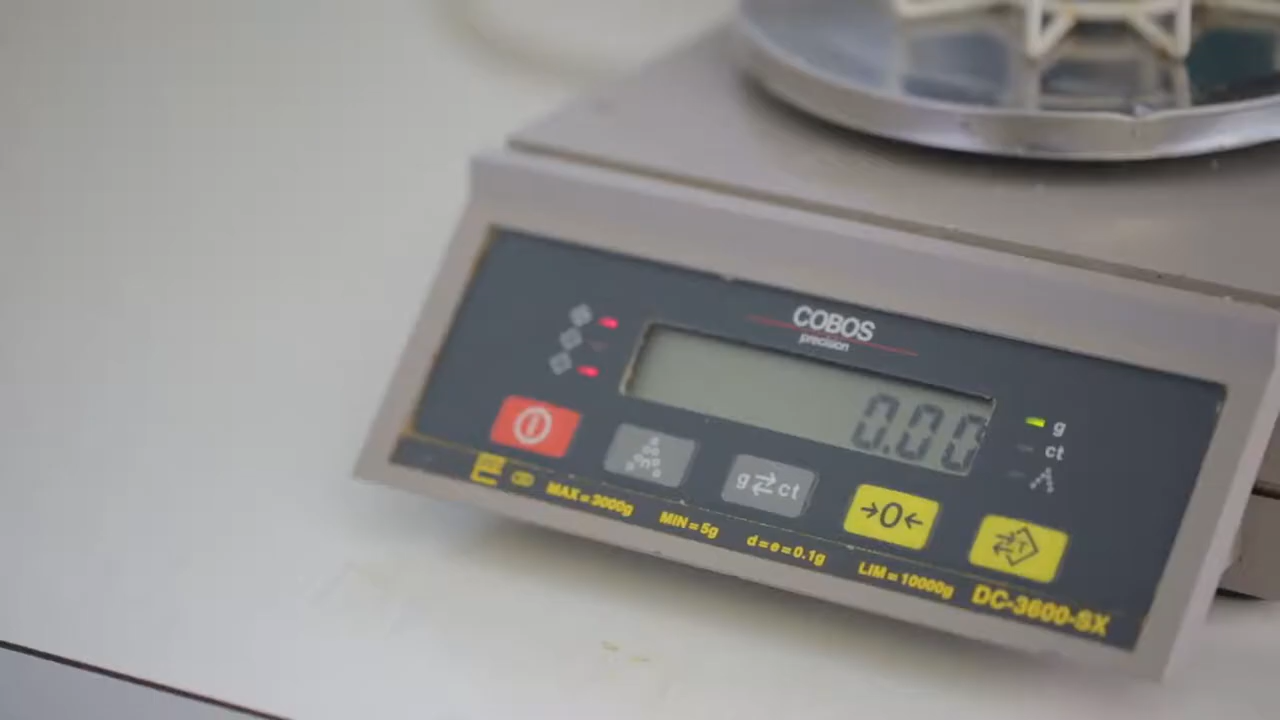 COBOS
precision
0.00
g
ct
g⇄ct
→0←
T
MAX=3000g
MIN=5g
d=e=0.1g
LIM=10000g
DC-3600-SX